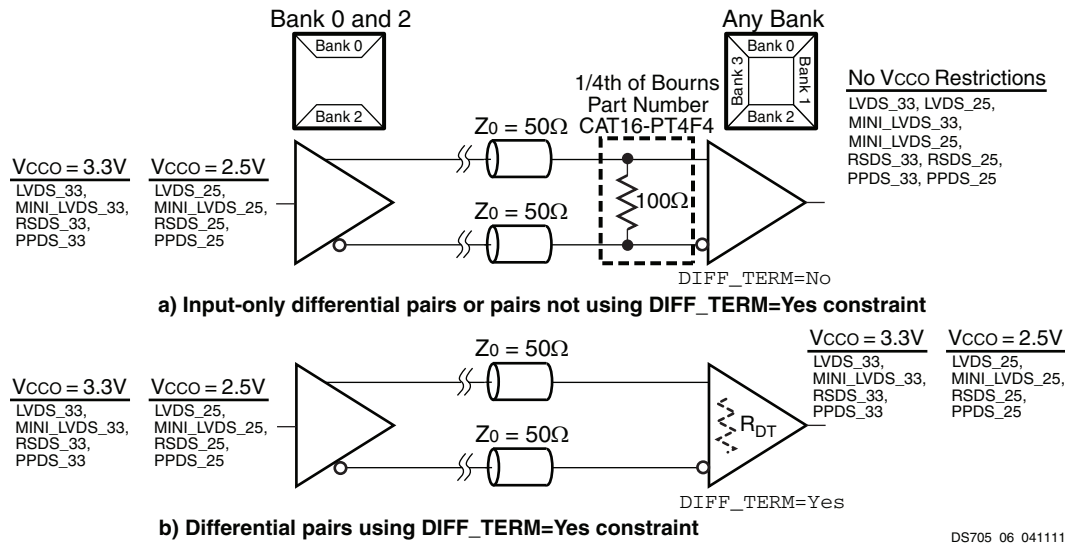 Bank 0 and 2
Any Bank
Bank 0
Bank 2
Bank 0
Bank 3
Bank 1
Bank 2
1/4th of Bourns
Part Number
CAT16-PT4F4
No VCCO Restrictions
LVDS_33, LVDS_25,
MINI_LVDS_33,
MINI_LVDS_25,
RSDS_33, RSDS_25,
PPDS_33, PPDS_25
VCCO = 3.3V
LVDS_33,
MINI_LVDS_33,
RSDS_33,
PPDS_33
VCCO = 2.5V
LVDS_25,
MINI_LVDS_25,
RSDS_25,
PPDS_25
Z0 = 50Ω
Z0 = 50Ω
100Ω
DIFF_TERM=No
a) Input-only differential pairs or pairs not using DIFF_TERM=Yes constraint
VCCO = 3.3V
LVDS_33,
MINI_LVDS_33,
RSDS_33,
PPDS_33
VCCO = 2.5V
LVDS_25,
MINI_LVDS_25,
RSDS_25,
PPDS_25
Z0 = 50Ω
Z0 = 50Ω
RDT
VCCO = 3.3V
LVDS_33,
MINI_LVDS_33,
RSDS_33,
PPDS_33
VCCO = 2.5V
LVDS_25,
MINI_LVDS_25,
RSDS_25,
PPDS_25
DIFF_TERM=Yes
b) Differential pairs using DIFF_TERM=Yes constraint
DS705_06_041111